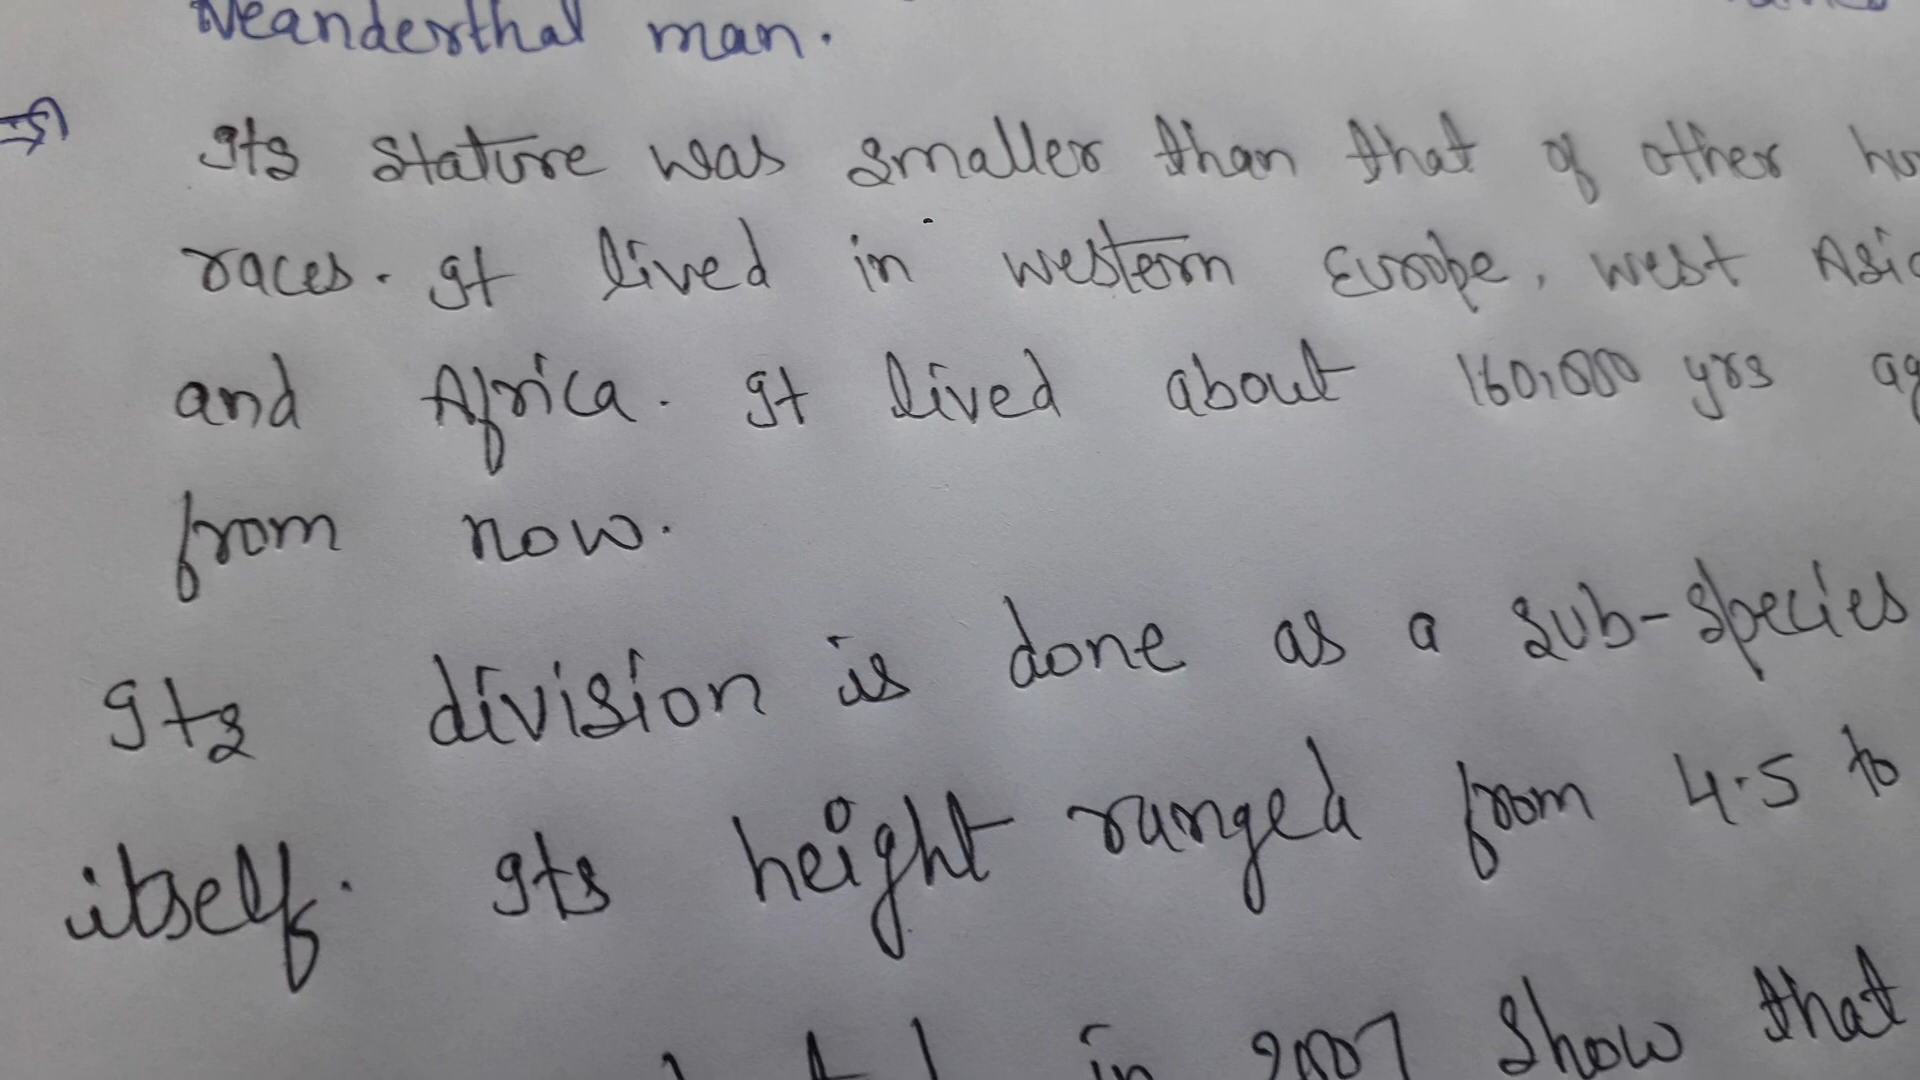 Neanderthal man.
⇒ Its stature was smaller than that of other
races. It lived in western Europe, west
and Africa. It lived about 160,000 yrs
from now.
Its division is done as a sub-species
itself. Its height ranged from 4.5 to
in 2007 show that